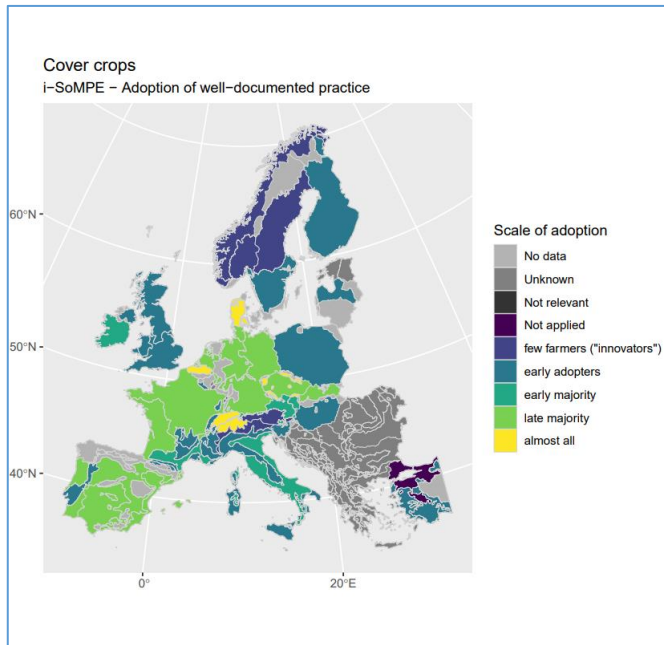 Cover crops
i−SoMPE − Adoption of well−documented practice
60°N
50°N
40°N
0°
20°E
Scale of adoption
No data
Unknown
Not relevant
Not applied
few farmers ("innovators")
early adopters
early majority
late majority
almost all